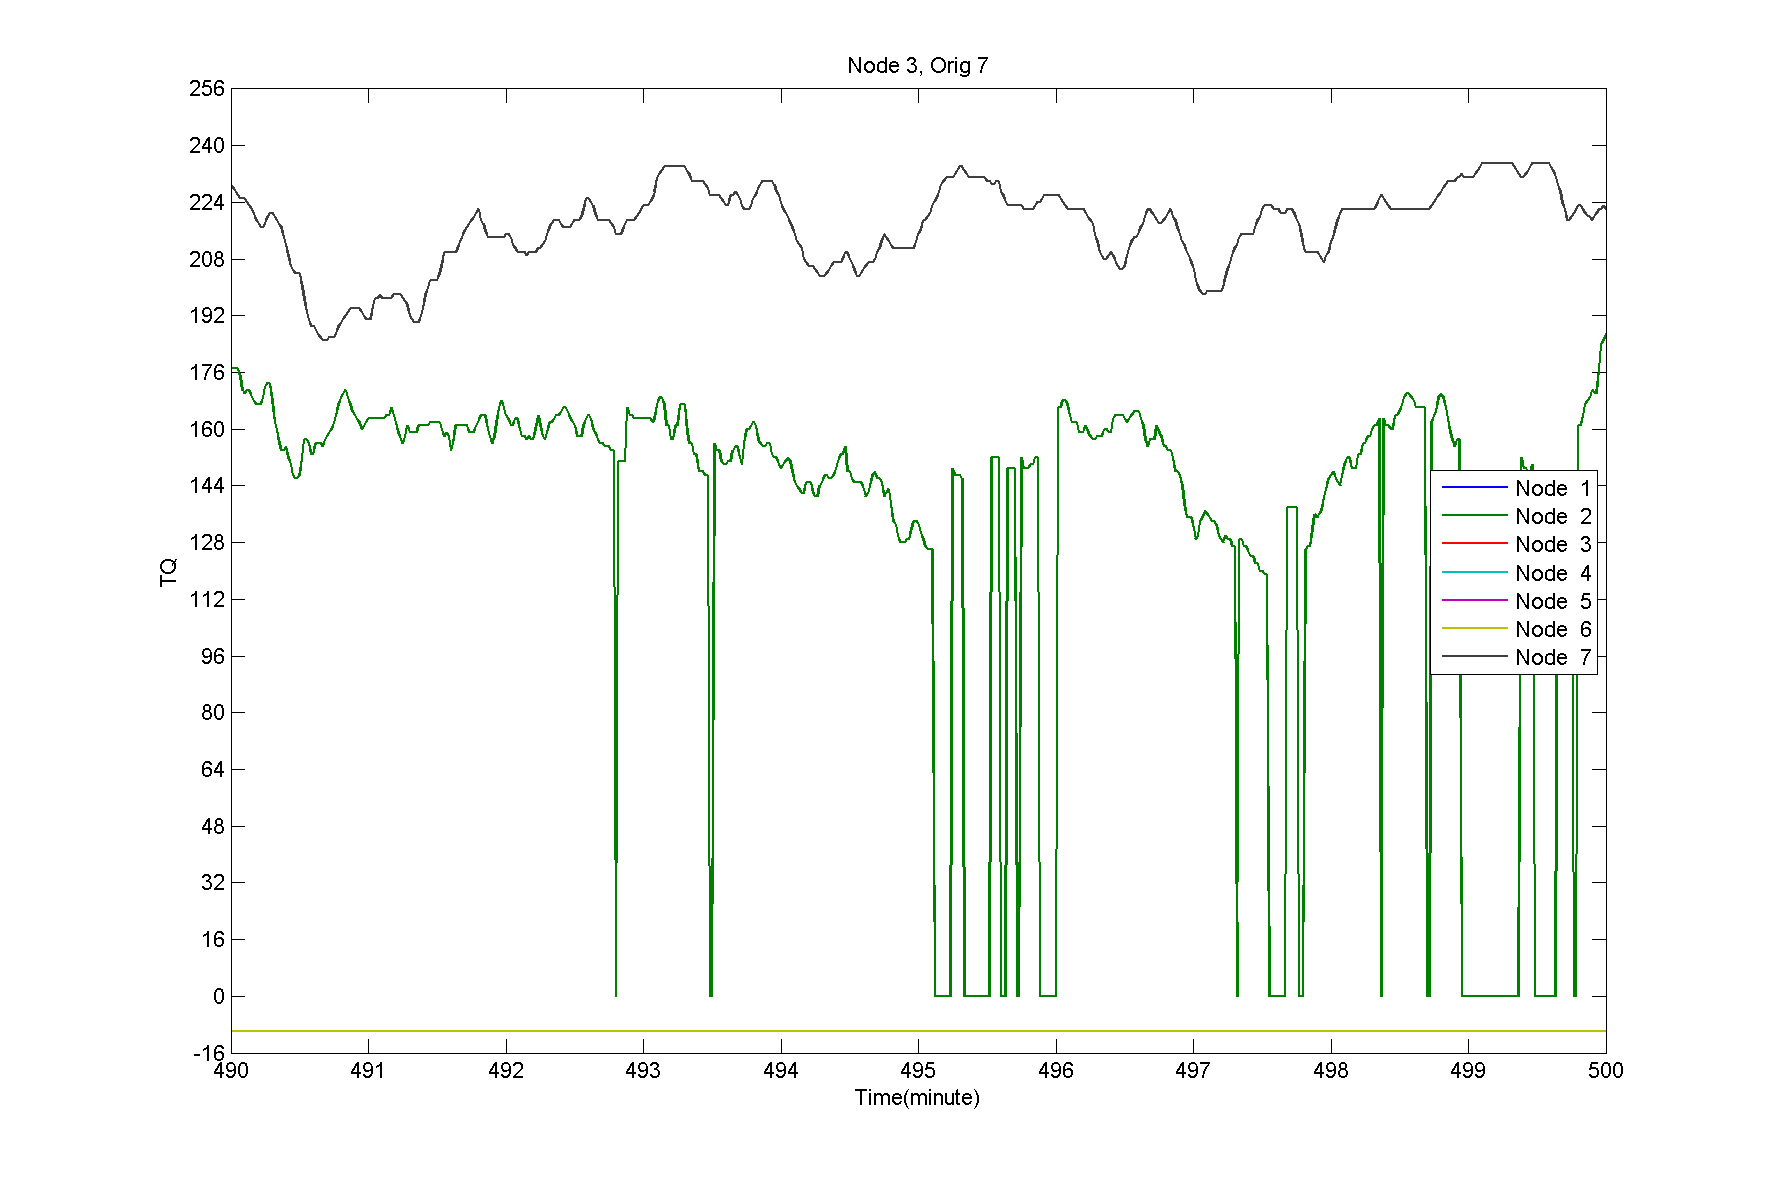 Node 3, Orig 7
256
240
224
208
192
176
160
144
128
112
96
80
64
48
32
16
0
-16
TQ
Node 1
Node 2
Node 3
Node 4
Node 5
Node 6
Node 7
490 491 492 493 494 495 496 497 498 499 500
Time(minute)